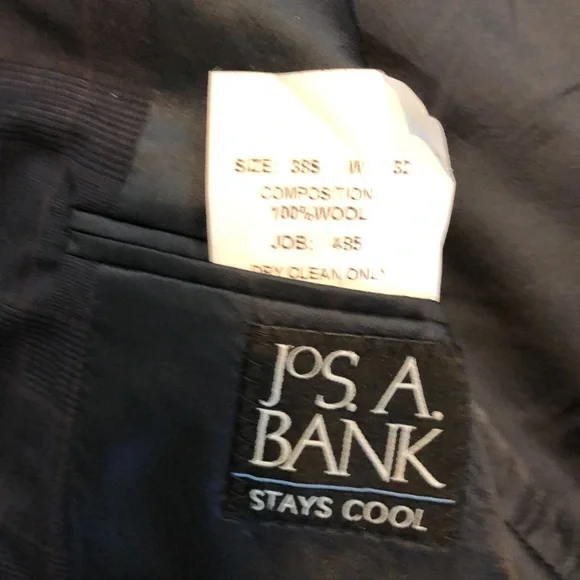 SIZE: 38S W 32
COMPOSITION
100%WOOL
JOB: 485
DRY CLEAN ONLY
JOS. A.
BANK
STAYS COOL